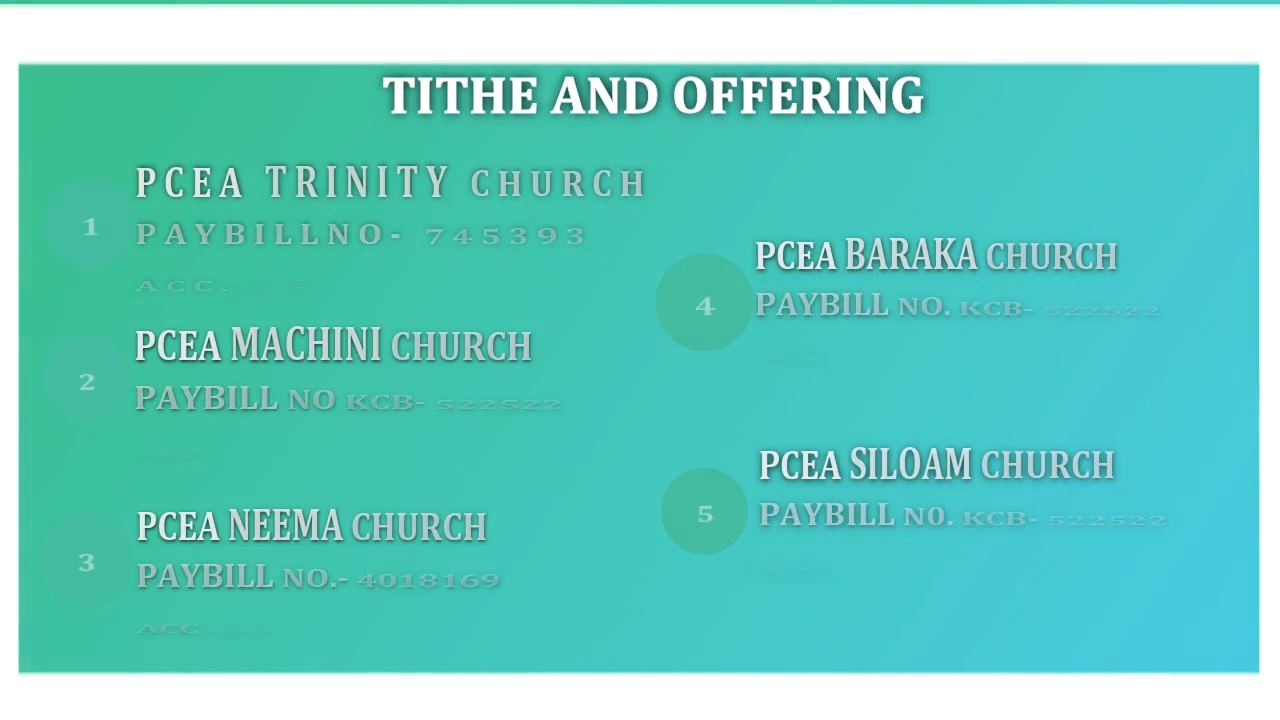 TITHE AND OFFERING
1
PCEA TRINITY CHURCH
PAYBILLNO- 745393
ACC.
2
PCEA MACHINI CHURCH
PAYBILL NO KCB- 522522
3
PCEA NEEMA CHURCH
PAYBILL NO.- 4018169
ACC
4
PCEA BARAKA CHURCH
PAYBILL NO. KCB- 522522
5
PCEA SILOAM CHURCH
PAYBILL N0. KCB- 522522